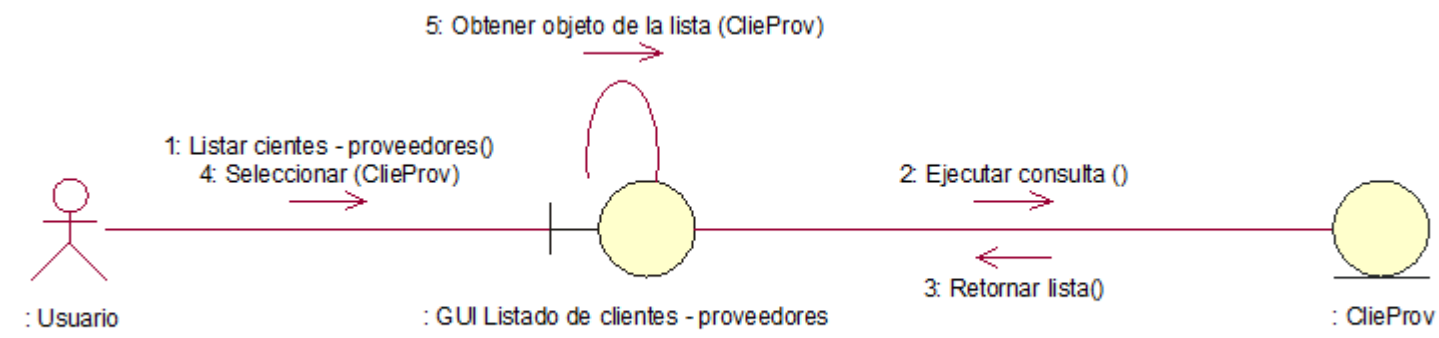 5: Obtener objeto de la lista (ClieProv)
1: Listar cientes - proveedores()
4: Seleccionar (ClieProv)
2: Ejecutar consulta ()
3: Retornar lista()
: Usuario
: GUI Listado de clientes - proveedores
: ClieProv